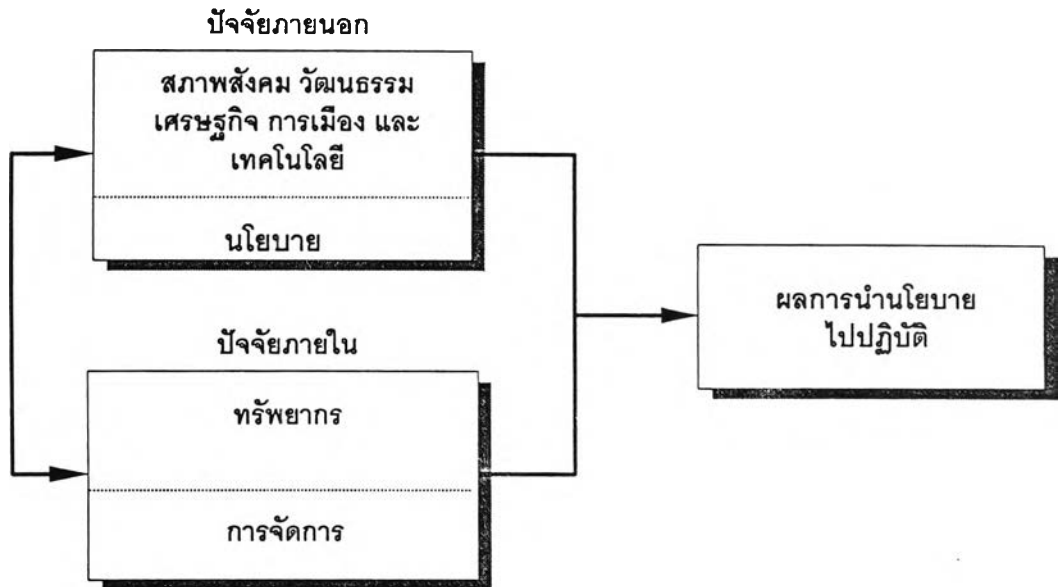 ปัจจัยภายนอก
สภาพสังคม วัฒนธรรม
เศรษฐกิจ การเมือง และ
เทคโนโลยี
นโยบาย
ปัจจัยภายใน
ทรัพยากร
การจัดการ
ผลการนำนโยบาย
ไปปฏิบัติ